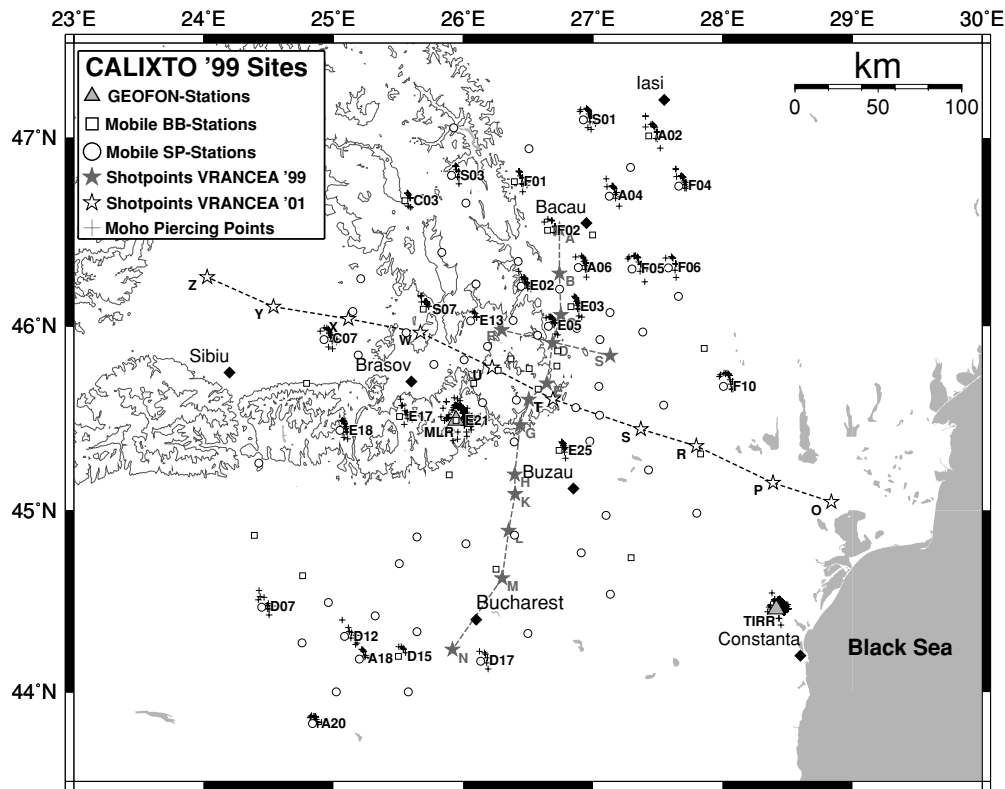 23˚E 24˚E 25˚E 26˚E 27˚E 28˚E 29˚E 30˚E
CALIXTO '99 Sites
GEOFON-Stations
Mobile BB-Stations
Mobile SP-Stations
Shotpoints VRANCEA '99
Shotpoints VRANCEA '01
Moho Piercing Points
km
0 50 100
Iasi
47˚N
S01
A02
S03
F01
C03
A04
F04
Bacau
F02
A
A06
F05
F06
B
Z
E02
S07
E03
Y
X
E13
E05
46˚N
C07
W
R
D
S
Sibiu
Brasov
U
F10
T
E17
E21
E18
MLR
G
S
E25
R
Buzau
H
P
K
45˚N
O
L
M
Bucharest
D07
TIRR
D12
Constanta
Black Sea
A18
D15
N
D17
44˚N
A20